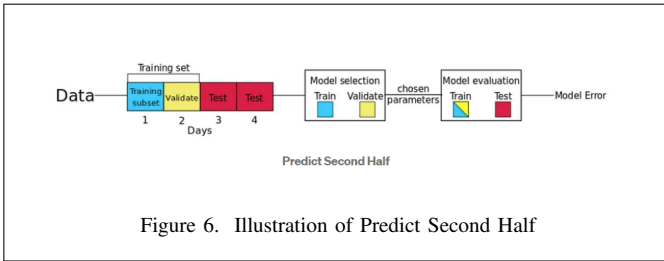 Training set
Data
Training subset
Validate
Test
Test
1
2
3
4
Days
Model selection
Train
Validate
chosen parameters
Model evaluation
Train
Test
Model Error
Predict Second Half
Figure 6. Illustration of Predict Second Half